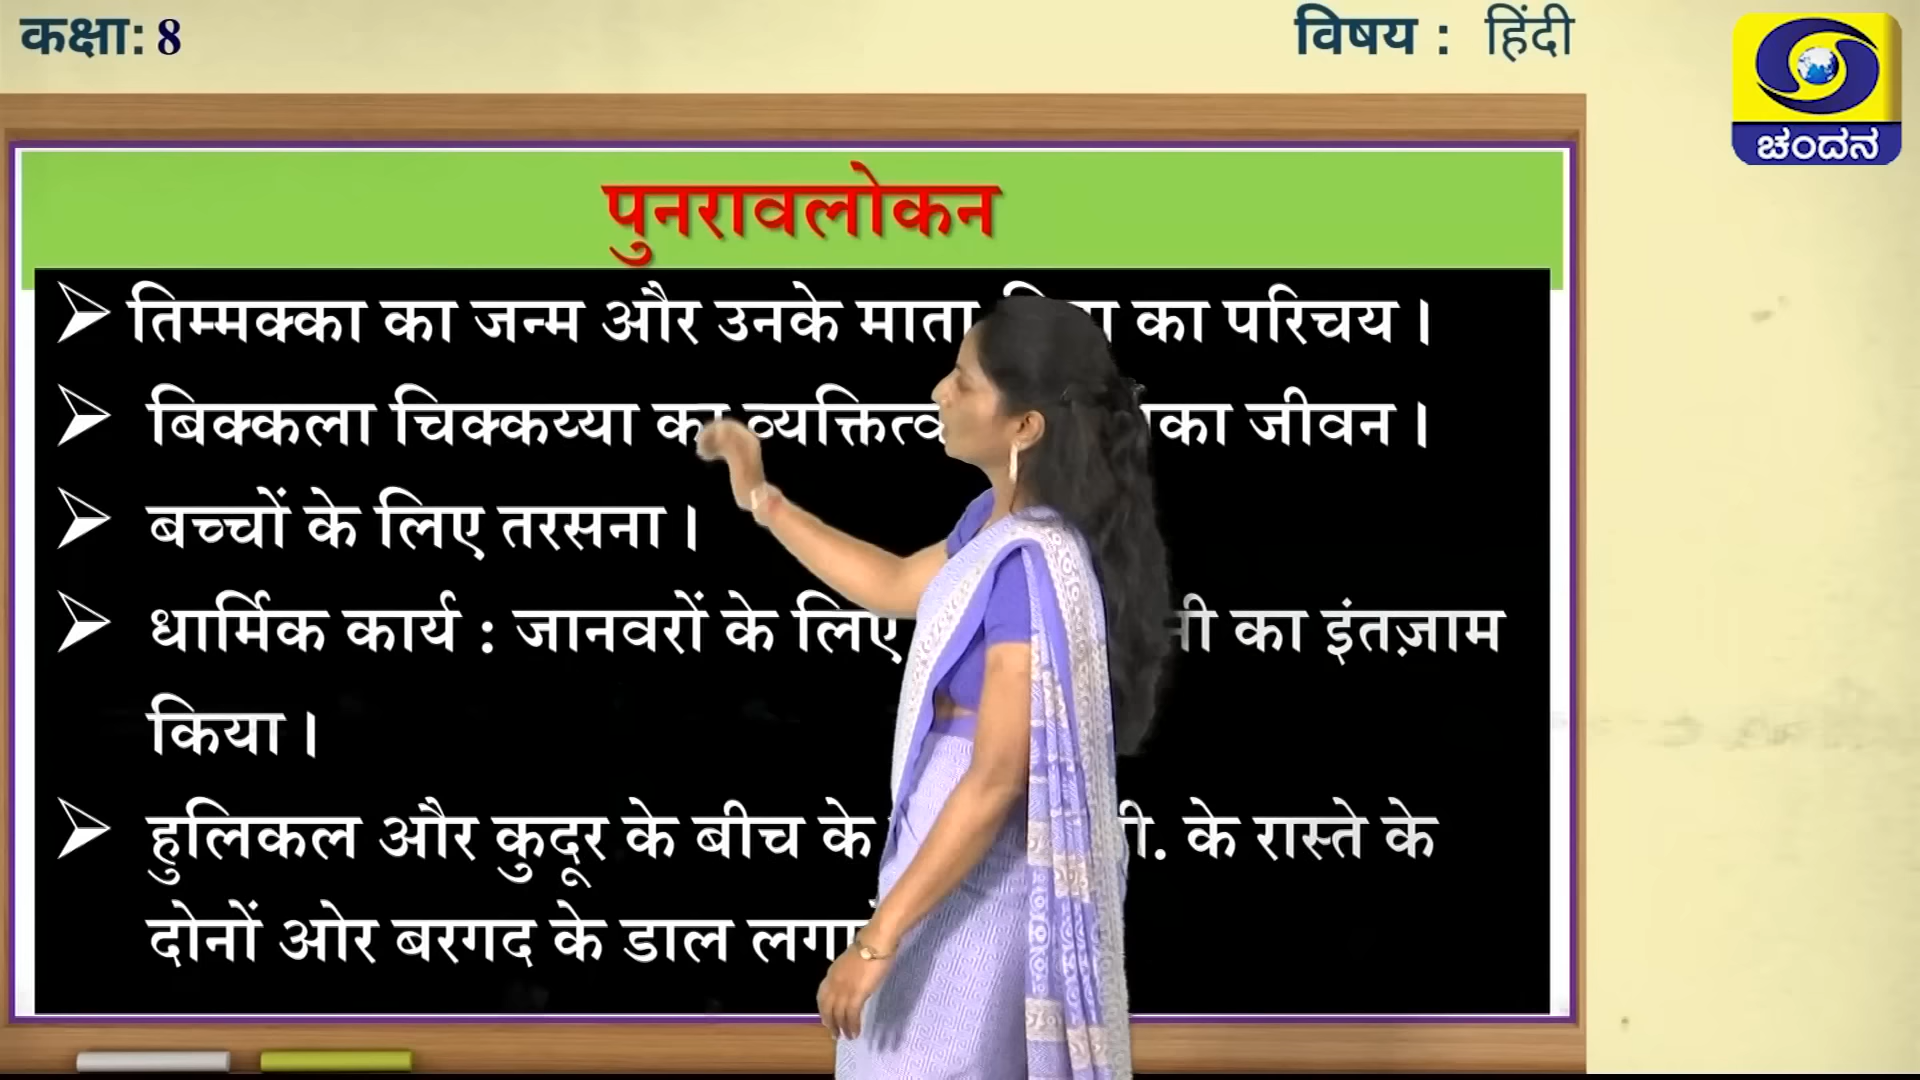 कक्षा: 8
विषय : हिंदी
ಚಂದನ
पुनरावलोकन
तिम्मक्का का जन्म और उनके माता का परिचय।
बिक्कला चिक्कय्या का व्यक्तित्व जीवन।
बच्चों के लिए तरसना।
धार्मिक कार्य : जानवरों के लिए का इंतज़ाम
किया।
हुलिकल और कुदूर के बीच के के रास्ते के
दोनों ओर बरगद के डाल